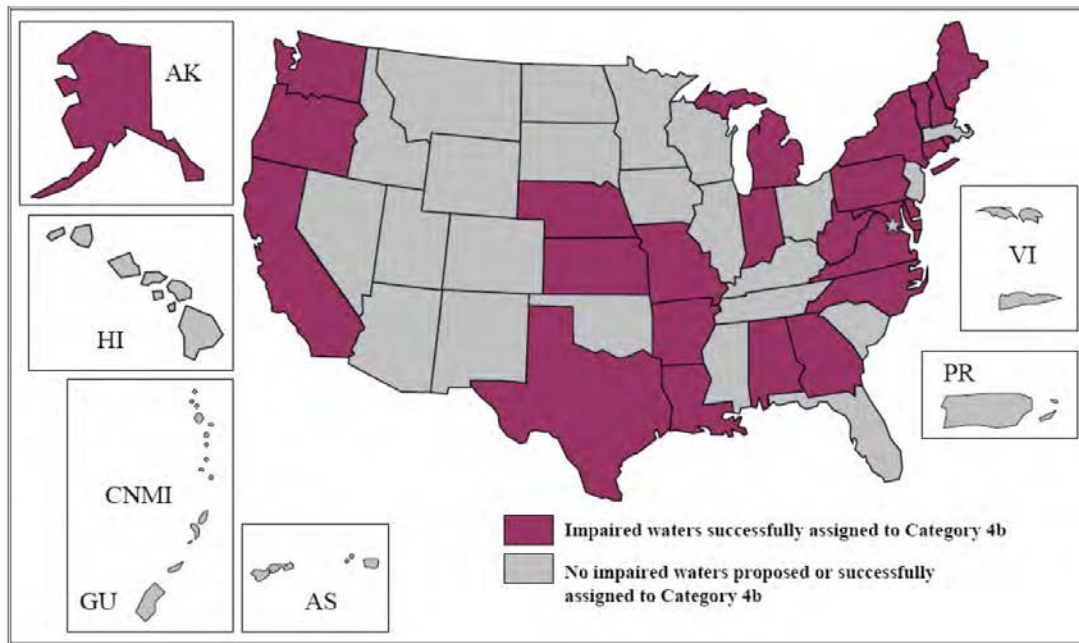 AK
HI
CNMI
GU
AS
VI
PR
Impaired waters successfully assigned to Category 4b
No impaired waters proposed or successfully
assigned to Category 4b